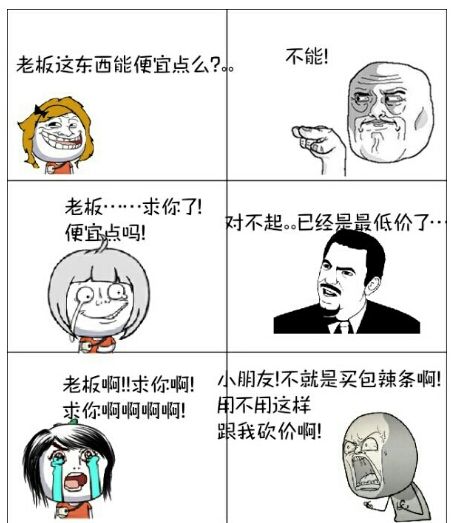 老板这东西能便宜点么?。。
不能!
老板……求你了!
便宜点吗!
对不起。。已经是最低价了…
老板啊!!求你啊!
求你啊啊啊啊!
小朋友!不就是买包辣条啊!
用不用这样
跟我砍价啊!